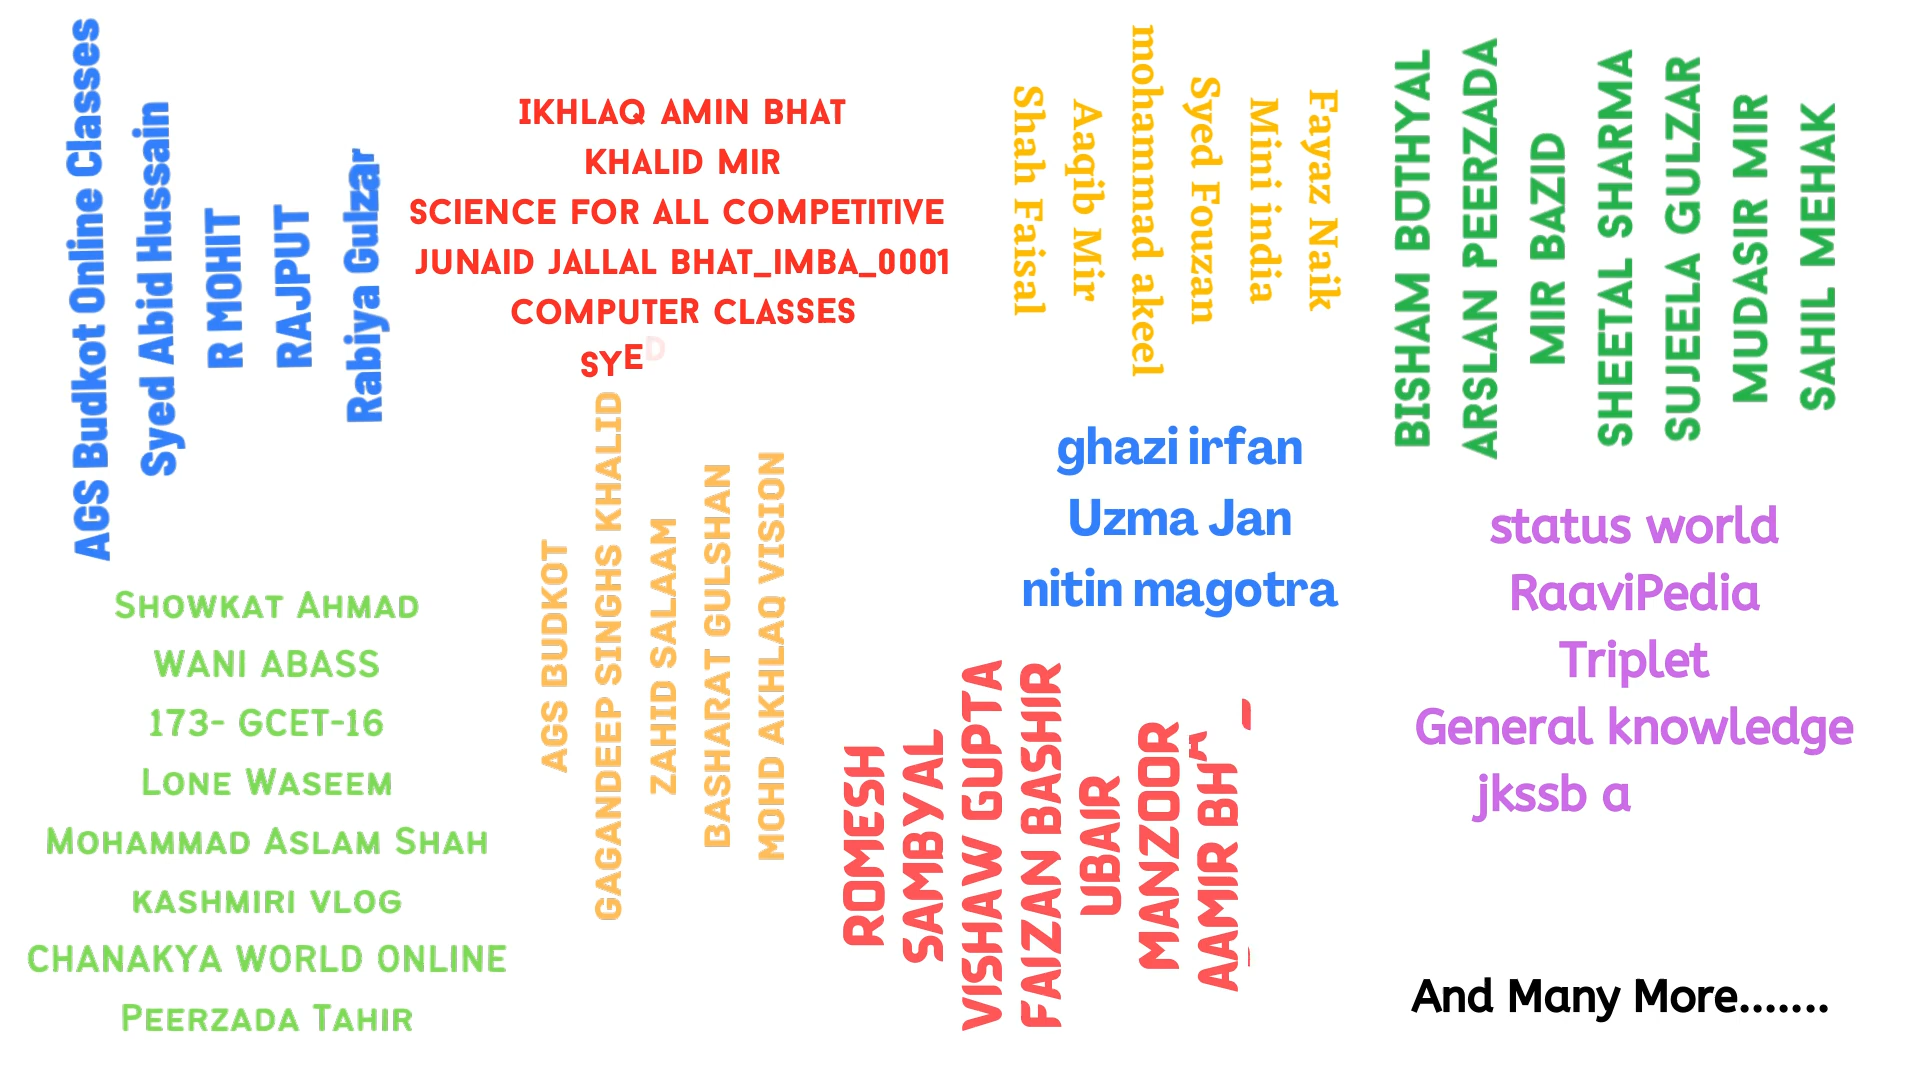 AGS Budkot Online Classes
Syed Abid Hussain
R MOHIT
RAJPUT
Rabiya Gulzar
IKHLAQ AMIN BHAT
KHALID MIR
SCIENCE FOR ALL COMPETITIVE
JUNAID JALLAL BHAT_IMBA_0001
COMPUTER CLASSES
SYED
Fayaz Naik
Mini india
Syed Fouzan
mohammad akeel
Aaqib Mir
Shah Faisal
BISHAM BUTHYAL
ARSLAN PEERZADA
MIR BAZID
SHEETAL SHARMA
SUJEELA GULZAR
MUDASIR MIR
SAHIL MEHAK
ghazi irfan
Uzma Jan
nitin magotra
status world
RaaviPedia
Triplet
General knowledge
jkssb a
Showkat Ahmad
WANI ABASS
173- GCET-16
Lone Waseem
Mohammad Aslam Shah
KASHMIRI VLOG
CHANAKYA WORLD ONLINE
Peerzada Tahir
AGS BUDKOT
GAGANDEEP SINGHS KHALID
ZAHID SALAAM
BASHARAT GULSHAN
MOHD AKHLAQ VISION
ROMESH
SAMBYAL
VISHAW GUPTA
FAIZAN BASHIR
UBAIR
MANZOOR
AAMIR BHA
And Many More.......